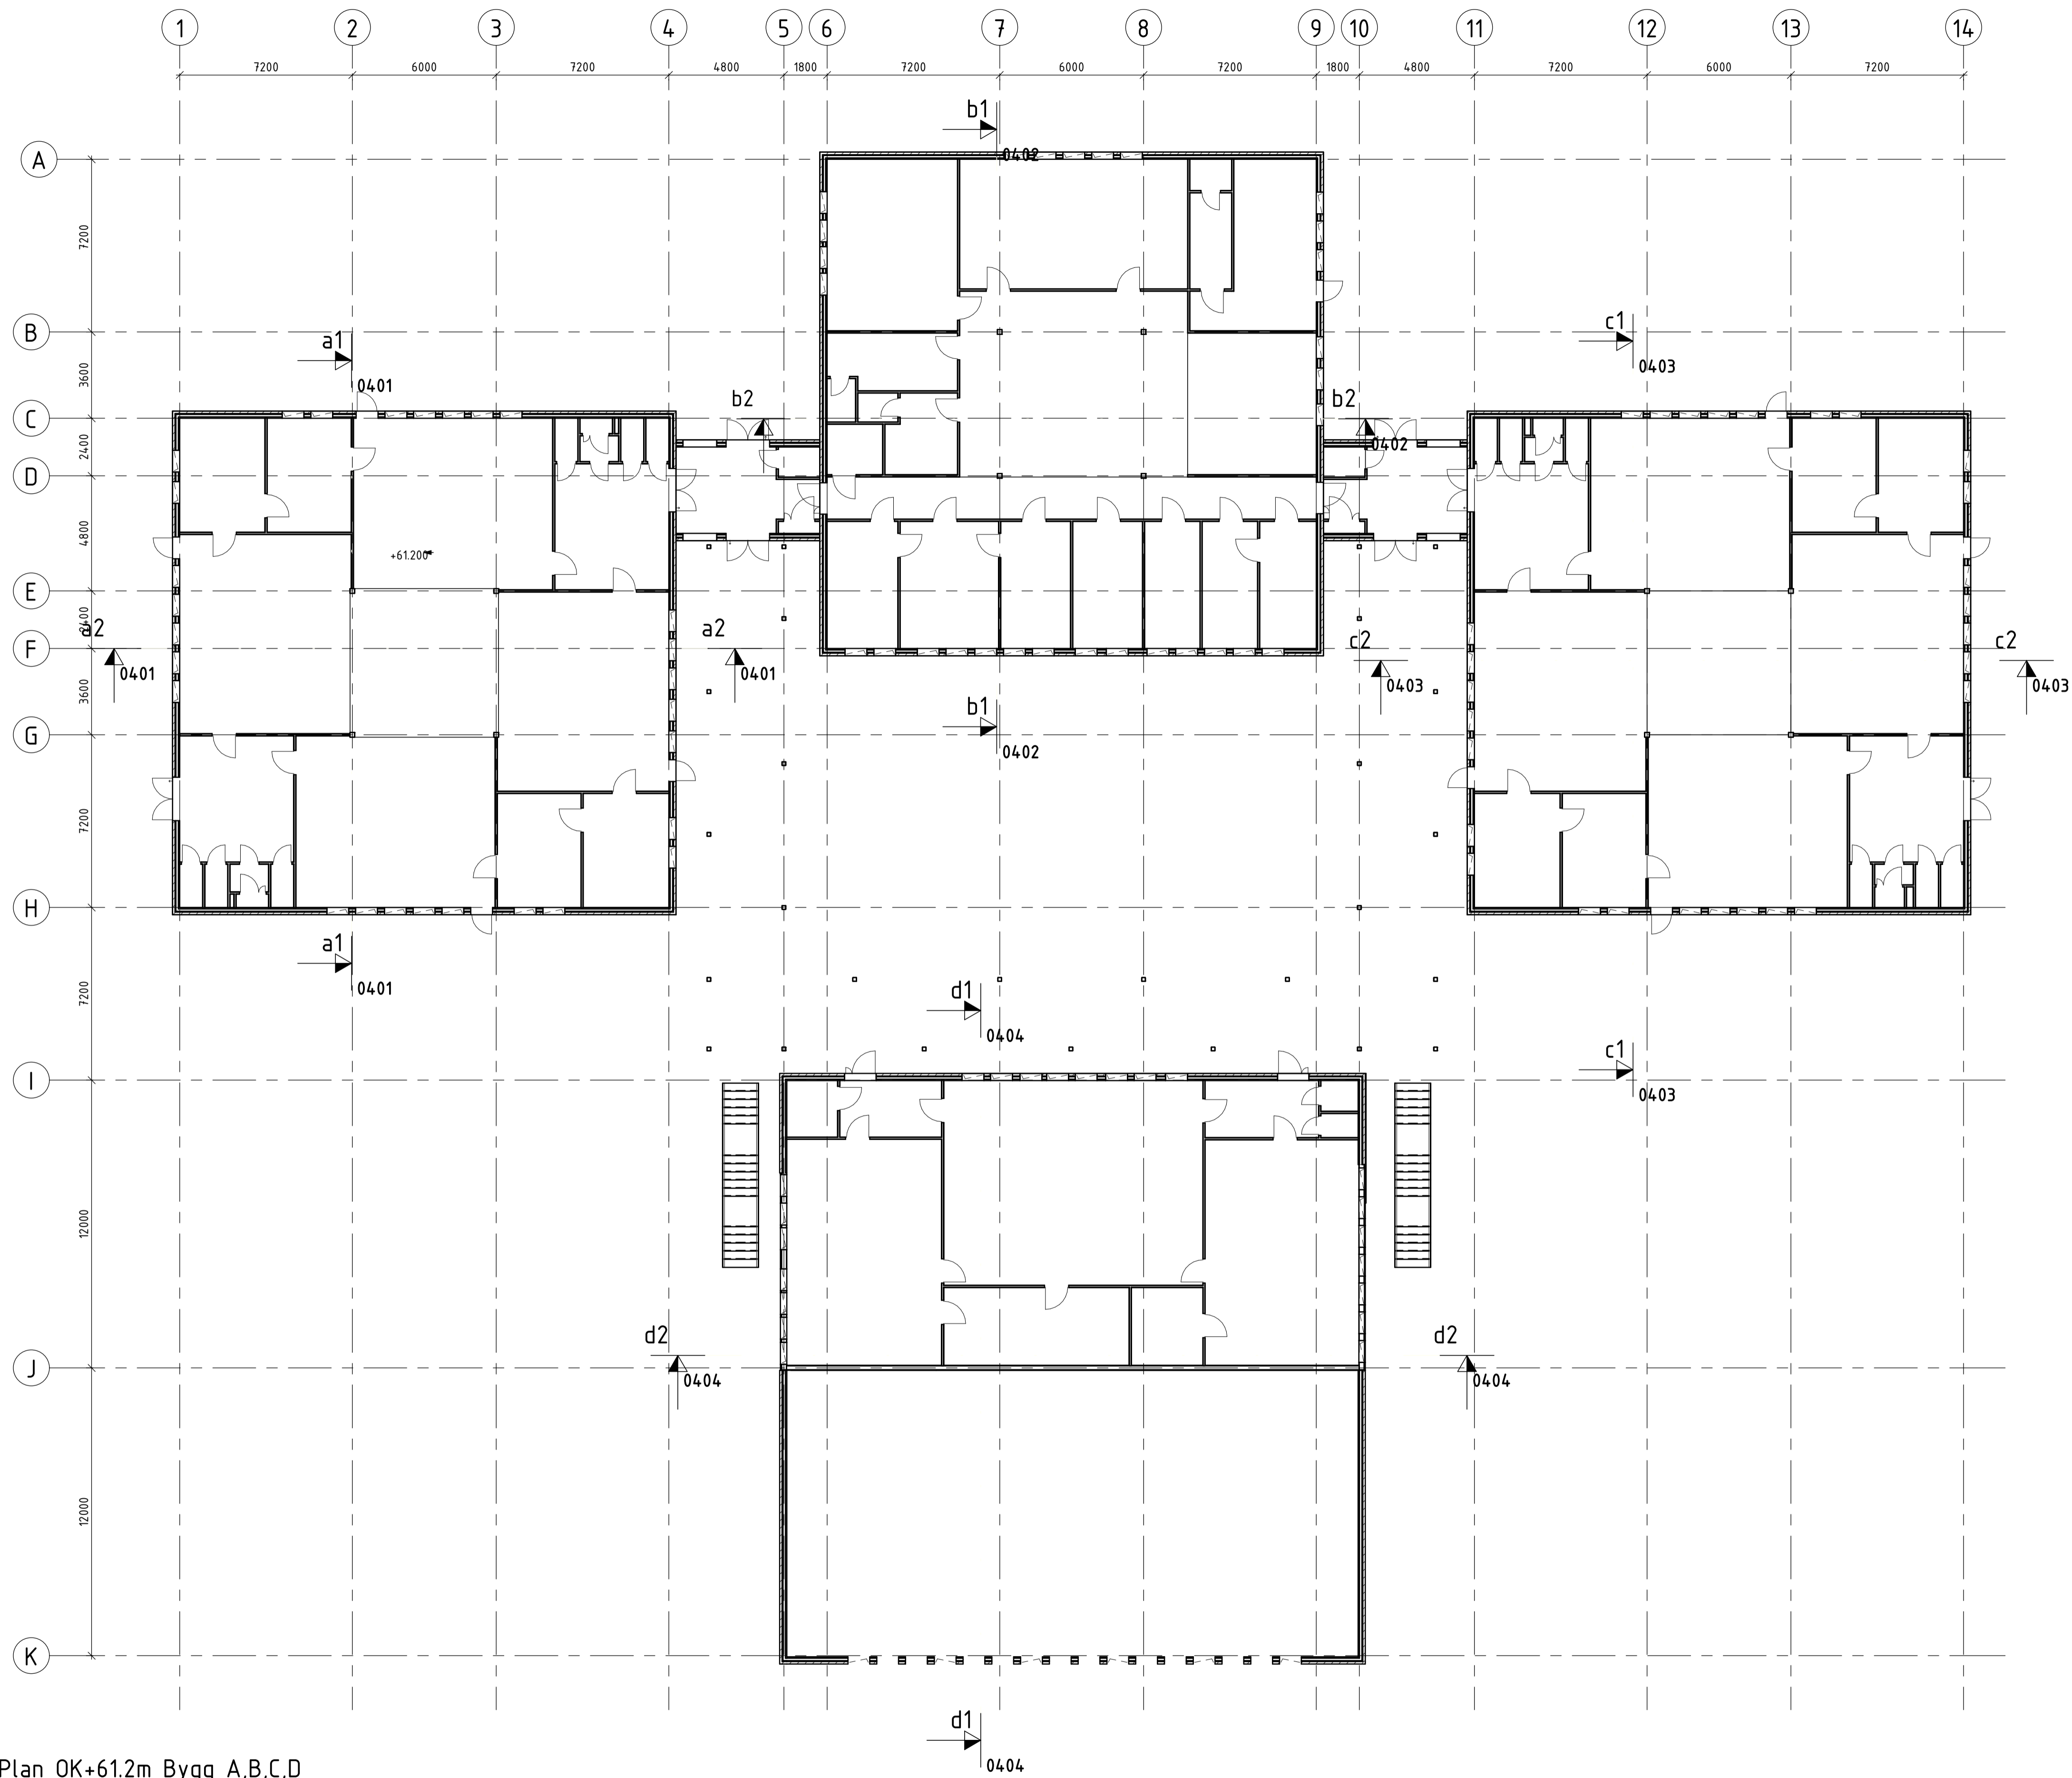 1 2 3 4 5 6 7 8 9 10 11 12 13 14
7200 6000 7200 4800 1800 7200 6000 7200 1800 4800 7200 6000 7200
b1
0402
A
7200
B
a1
0401
c1
0403
3600
C
b2
b2
0402
2400
D
4800
+61.200
E
2400
a2
0401
a2
0401
F
c2
0403
c2
0403
3600
b1
0402
G
7200
H
a1
0401
7200
d1
0404
c1
0403
I
12000
d2
0404
d2
0404
J
12000
K
d1
0404
Plan OK+61.2m Bygg A,B,C,D